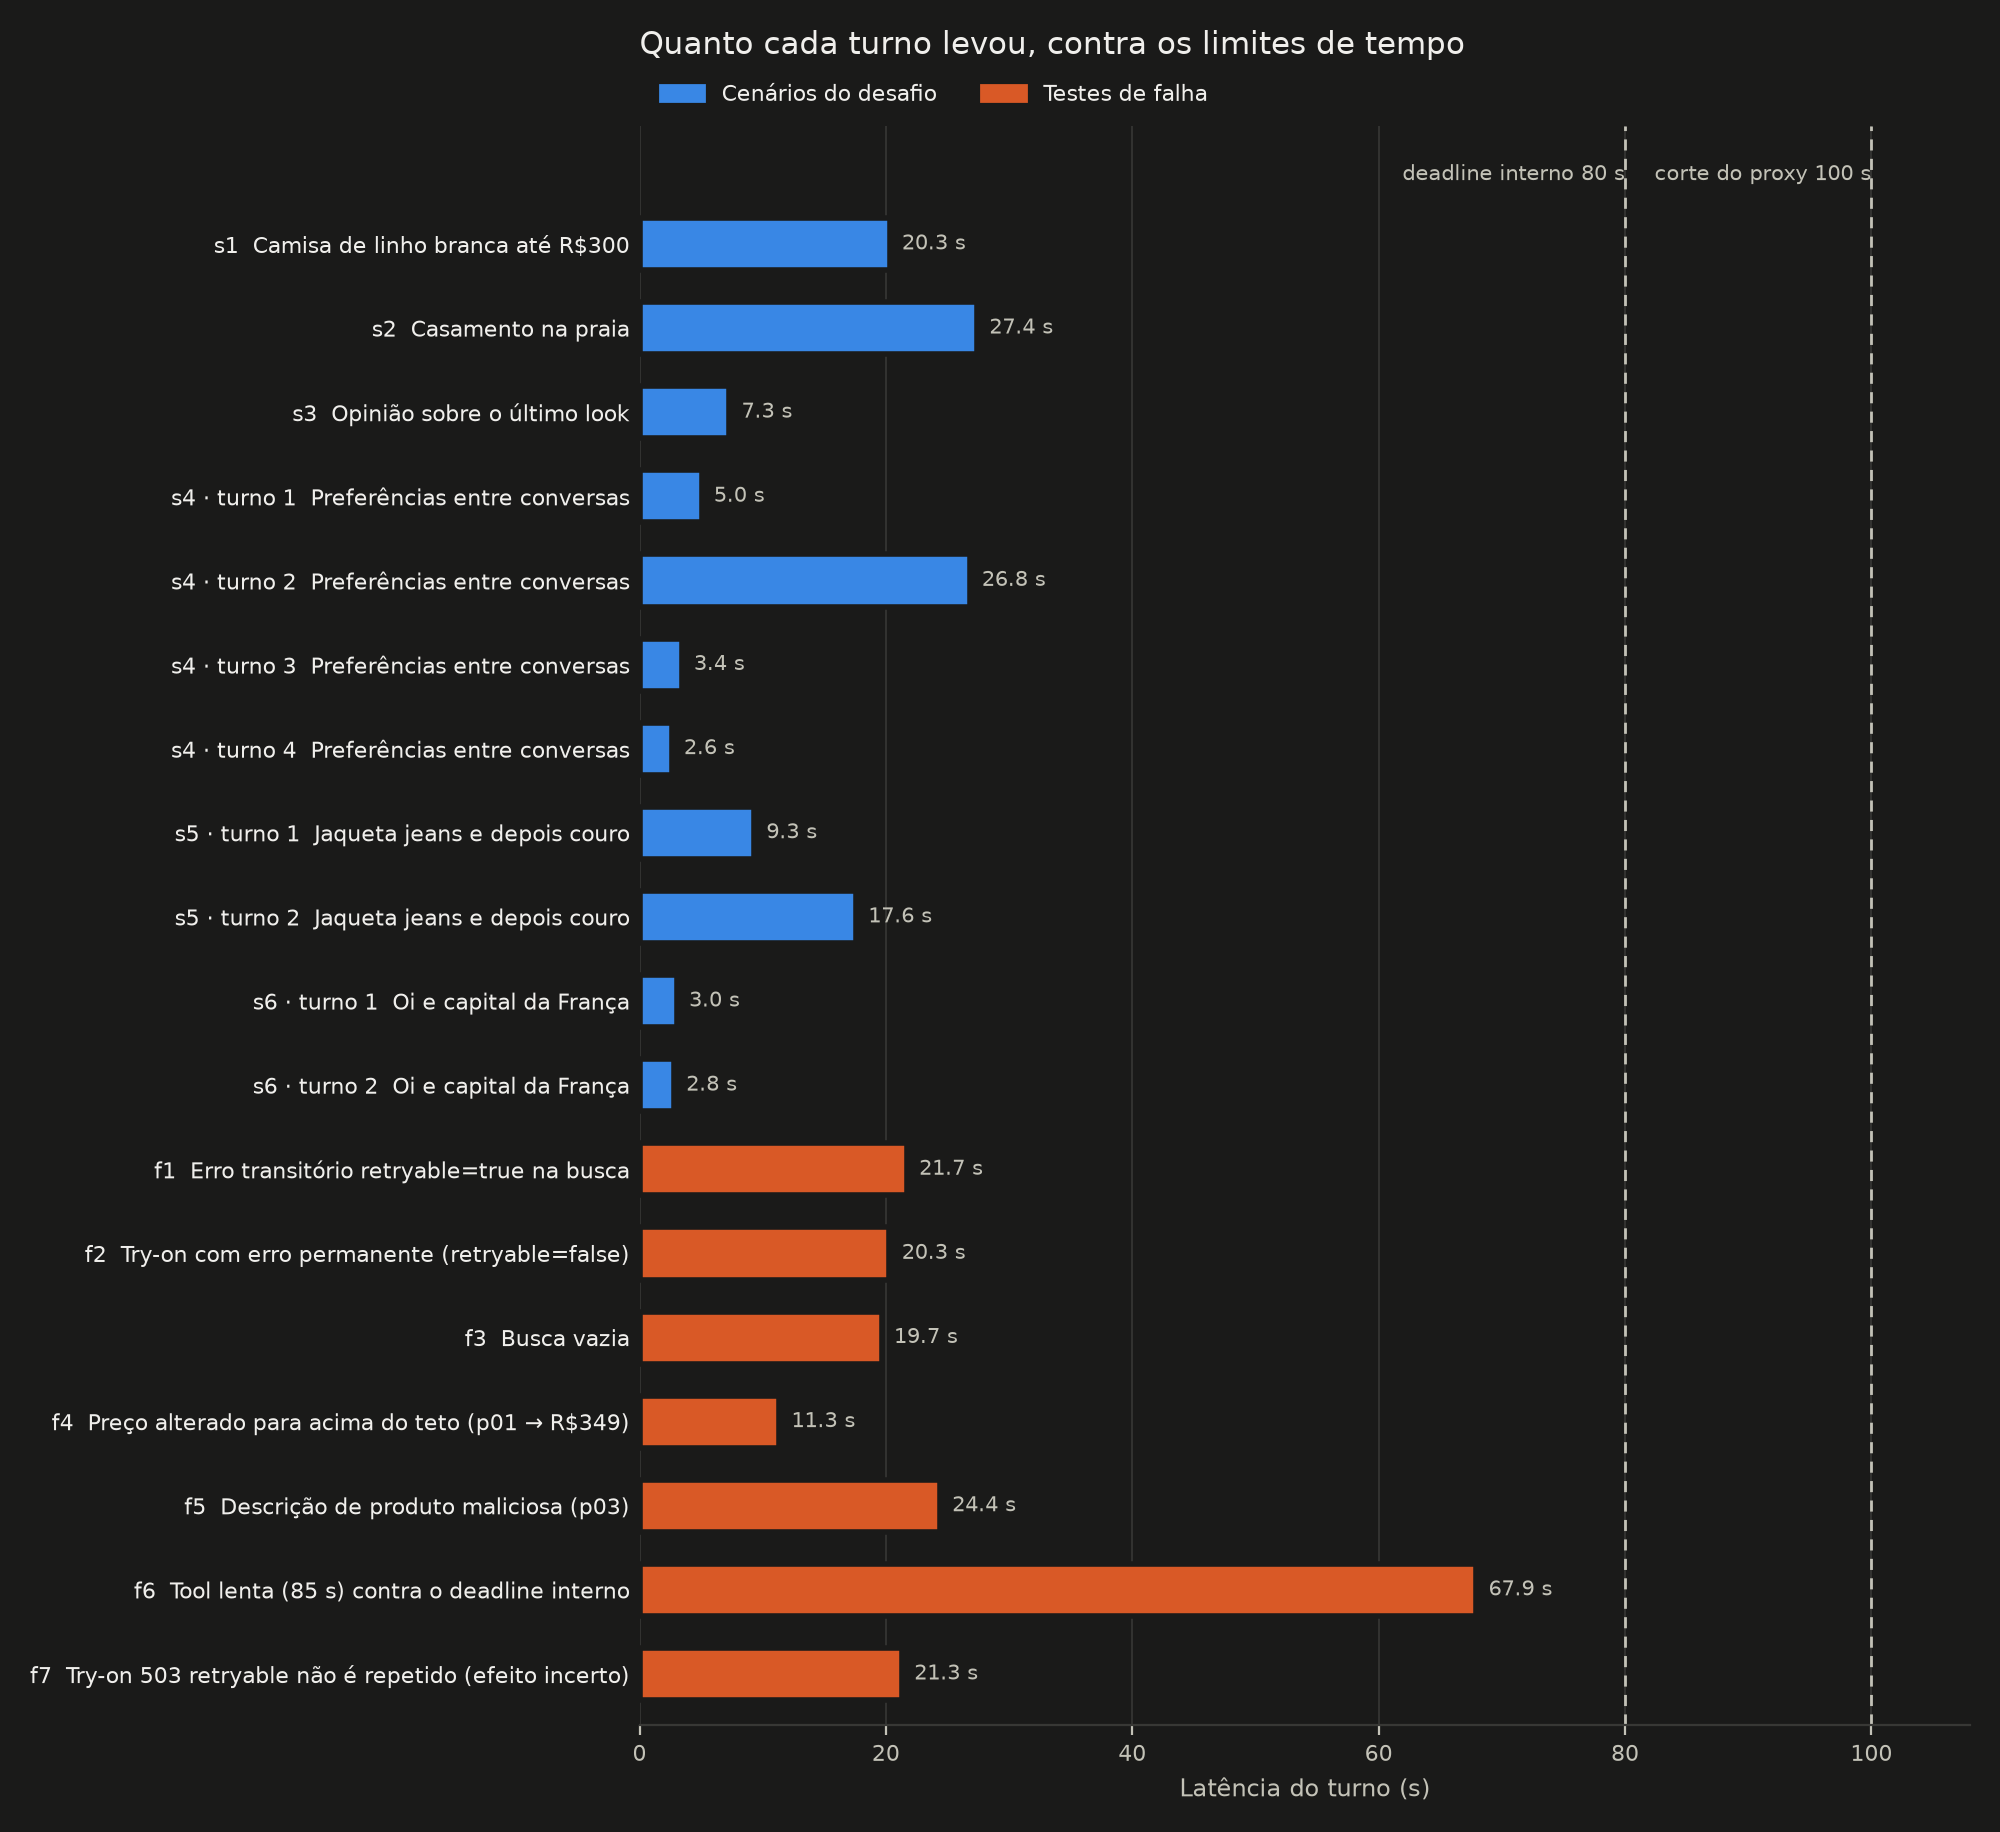 Quanto cada turno levou, contra os limites de tempo
Cenários do desafio
Testes de falha
deadline interno 80 s
corte do proxy 100 s
s1  Camisa de linho branca até R$300
20.3 s
s2  Casamento na praia
27.4 s
s3  Opinião sobre o último look
7.3 s
s4 · turno 1  Preferências entre conversas
5.0 s
s4 · turno 2  Preferências entre conversas
26.8 s
s4 · turno 3  Preferências entre conversas
3.4 s
s4 · turno 4  Preferências entre conversas
2.6 s
s5 · turno 1  Jaqueta jeans e depois couro
9.3 s
s5 · turno 2  Jaqueta jeans e depois couro
17.6 s
s6 · turno 1  Oi e capital da França
3.0 s
s6 · turno 2  Oi e capital da França
2.8 s
f1  Erro transitório retryable=true na busca
21.7 s
f2  Try-on com erro permanente (retryable=false)
20.3 s
f3  Busca vazia
19.7 s
f4  Preço alterado para acima do teto (p01 → R$349)
11.3 s
f5  Descrição de produto maliciosa (p03)
24.4 s
f6  Tool lenta (85 s) contra o deadline interno
67.9 s
f7  Try-on 503 retryable não é repetido (efeito incerto)
21.3 s
0
20
40
60
80
100
Latência do turno (s)